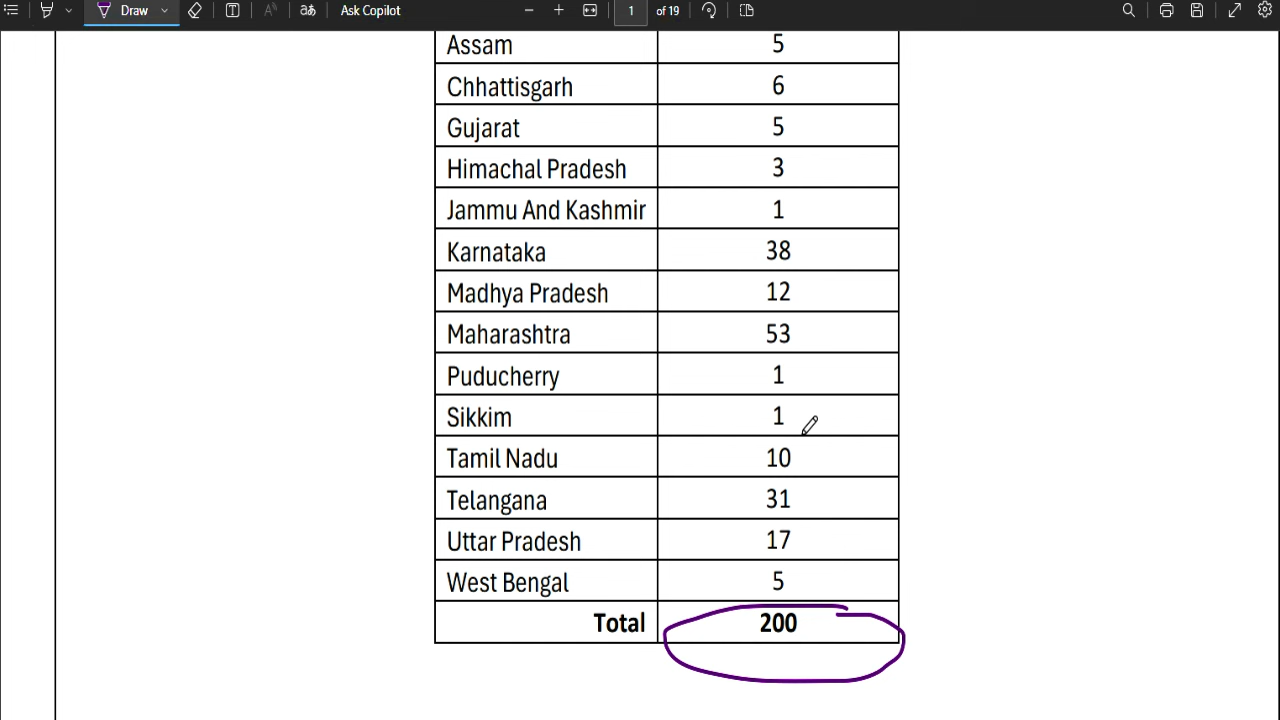 Draw
Ask Copilot
1 of 19
Assam 5
Chhattisgarh 6
Gujarat 5
Himachal Pradesh 3
Jammu And Kashmir 1
Karnataka 38
Madhya Pradesh 12
Maharashtra 53
Puducherry 1
Sikkim 1
Tamil Nadu 10
Telangana 31
Uttar Pradesh 17
West Bengal 5
Total 200